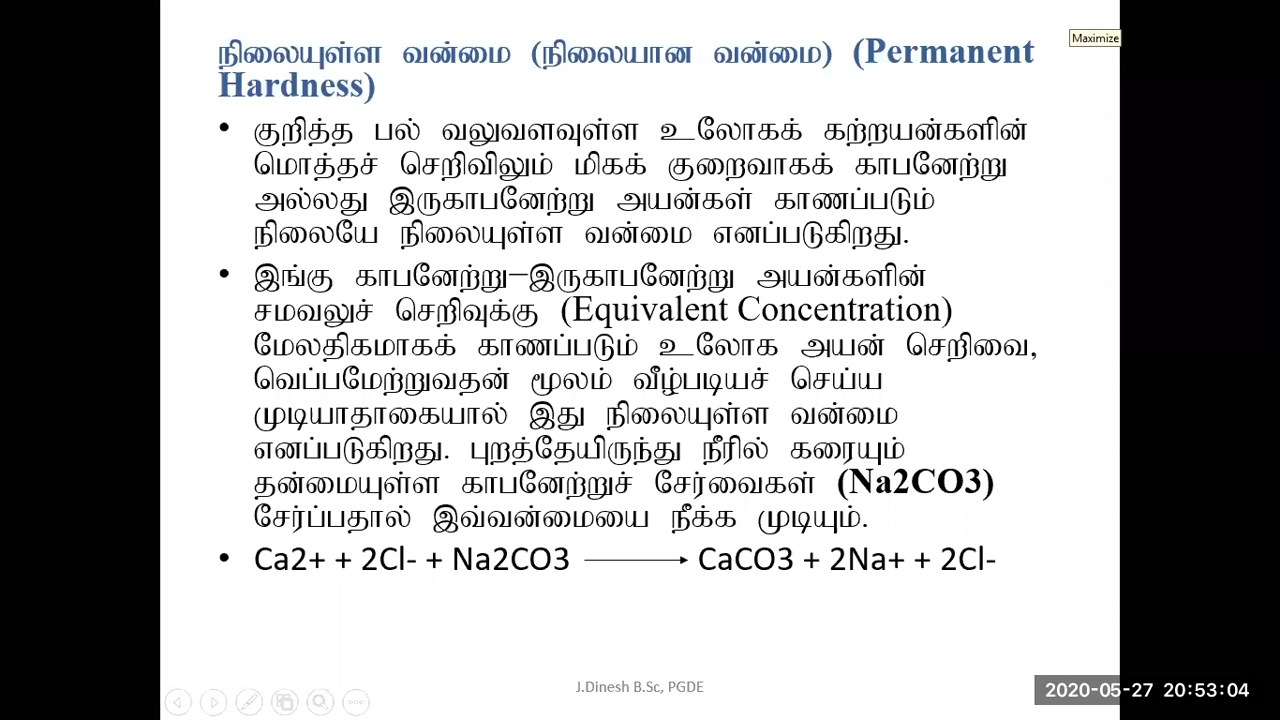 Maximize
நிலையுள்ள வன்மை (நிலையான வன்மை) (Permanent
Hardness)
• குறித்த பல் வலுவளவுள்ள உலோகக் கற்றயன்களின்
மொத்தச் செறிவிலும் மிகக் குறைவாகக் காபனேற்று
அல்லது இருகாபனேற்று அயன்கள் காணப்படும்
நிலையே நிலையுள்ள வன்மை எனப்படுகிறது.
• இங்கு காபனேற்று–இருகாபனேற்று அயன்களின்
சமவலுச் செறிவுக்கு (Equivalent Concentration)
மேலதிகமாகக் காணப்படும் உலோக அயன் செறிவை,
வெப்பமேற்றுவதன் மூலம் வீழ்படியச் செய்ய
முடியாதாகையால் இது நிலையுள்ள வன்மை
எனப்படுகிறது. புறத்தேயிருந்து நீரில் கரையும்
தன்மையுள்ள காபனேற்றுச் சேர்வைகள் (Na2CO3)
சேர்ப்பதால் இவ்வன்மையை நீக்க முடியும்.
• Ca2+ + 2Cl- + Na2CO3 ⟶ CaCO3 + 2Na+ + 2Cl-
J.Dinesh B.Sc, PGDE
2020-05-27 20:53:04